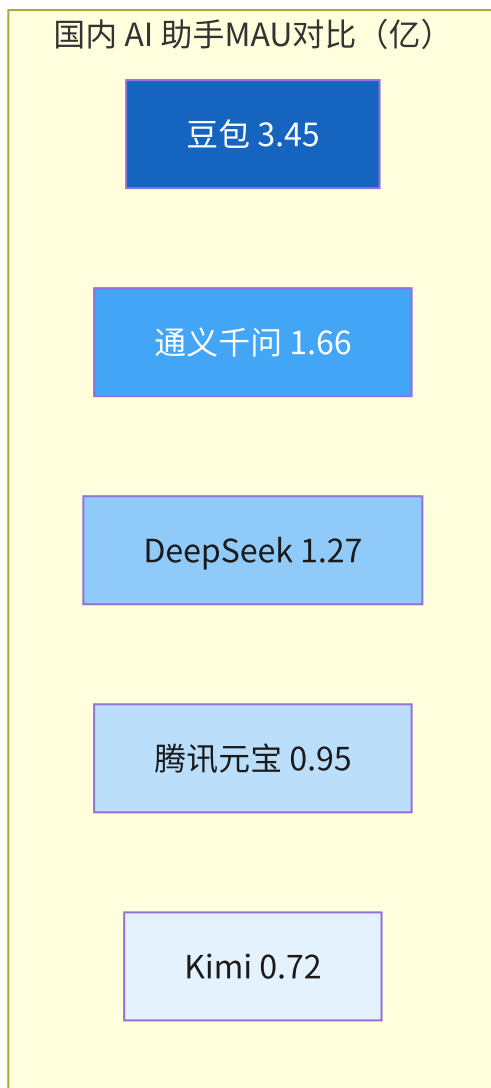 国内 AI 助手MAU对比（亿）
豆包 3.45
通义千问 1.66
DeepSeek 1.27
腾讯元宝 0.95
Kimi 0.72